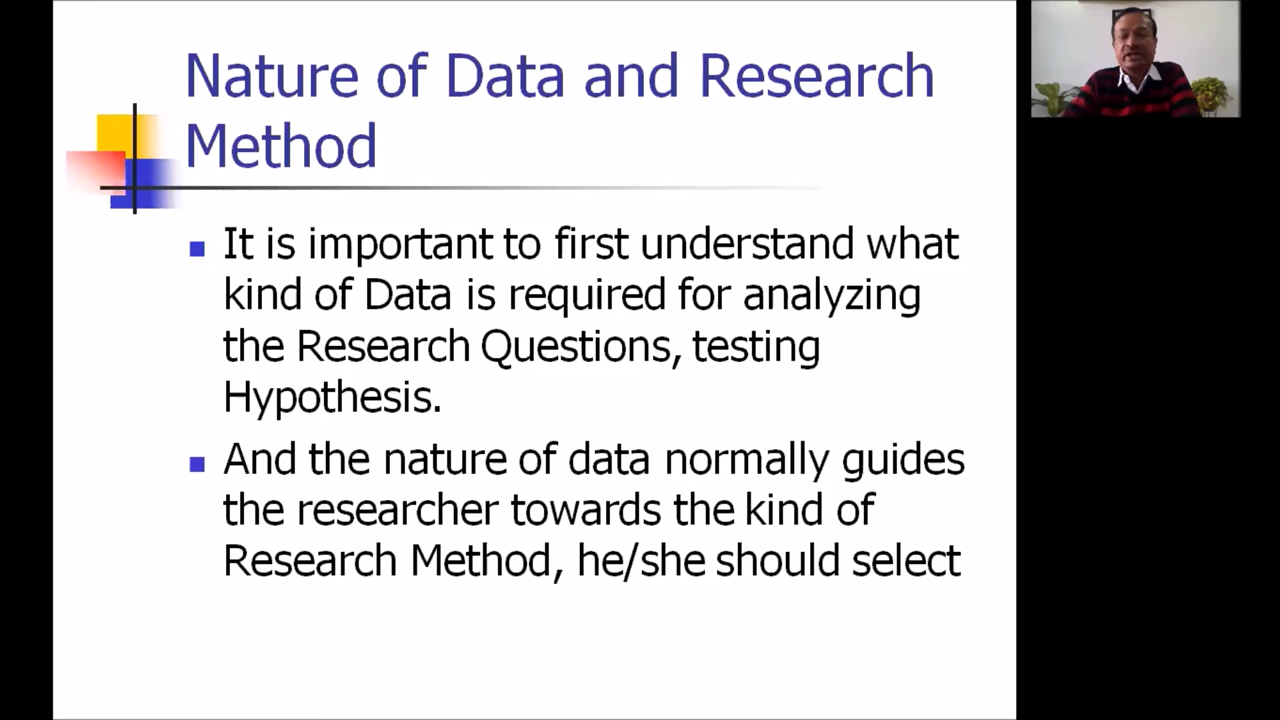 Nature of Data and Research
Method
It is important to first understand what
kind of Data is required for analyzing
the Research Questions, testing
Hypothesis.
And the nature of data normally guides
the researcher towards the kind of
Research Method, he/she should select